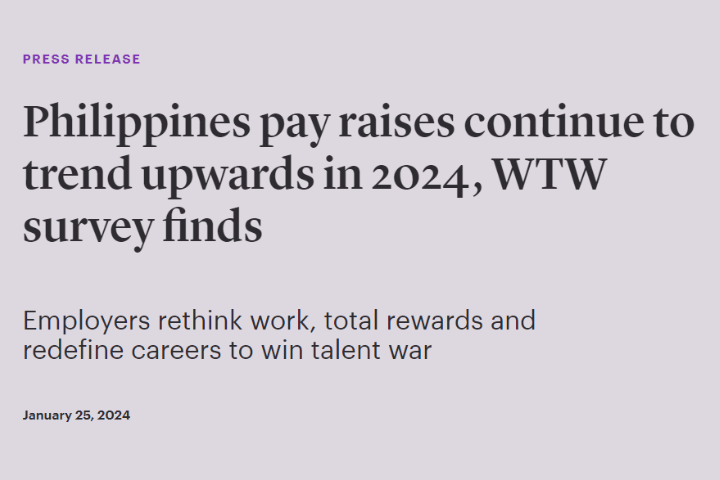 PRESS RELEASE
Philippines pay raises continue to
trend upwards in 2024, WTW
survey finds
Employers rethink work, total rewards and
redefine careers to win talent war
January 25, 2024